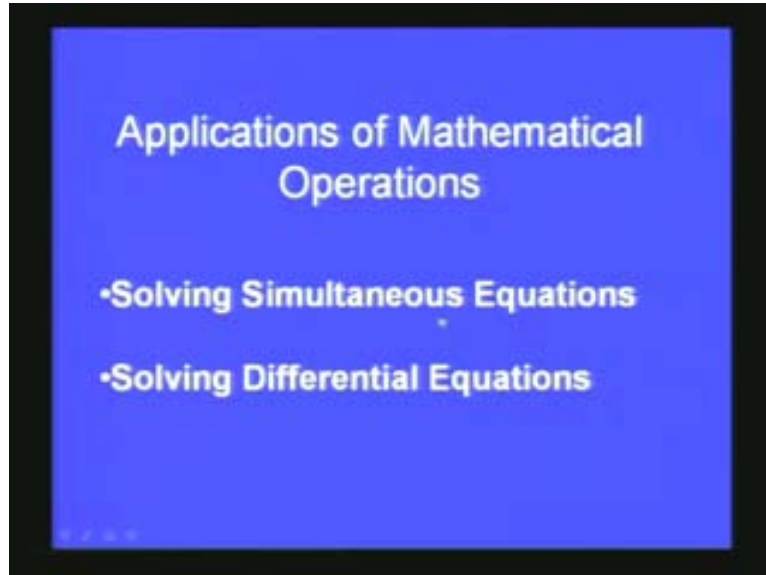 Applications of Mathematical
Operations
•Solving Simultaneous Equations
•Solving Differential Equations